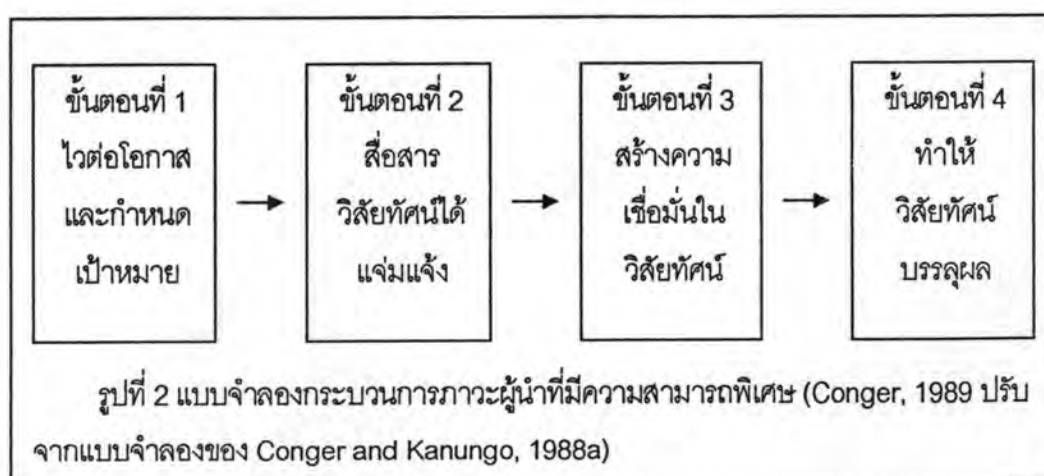 ขั้นตอนที่ 1
ไวต่อโอกาส
และกำหนด
เป้าหมาย
ขั้นตอนที่ 2
สื่อสาร
วิสัยทัศน์ได้
แจ่มแจ้ง
ขั้นตอนที่ 3
สร้างความ
เชื่อมั่นใน
วิสัยทัศน์
ขั้นตอนที่ 4
ทำให้
วิสัยทัศน์
บรรลุผล
รูปที่ 2 แบบจำลองกระบวนการภาวะผู้นำที่มีความสามารถพิเศษ (Conger, 1989 ปรับ
จากแบบจำลองของ Conger and Kanungo, 1988a)